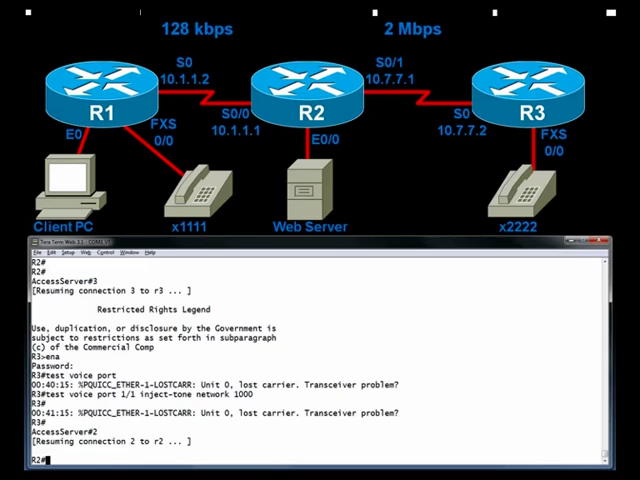 128 kbps
2 Mbps
S0
10.1.1.2
S0/1
10.7.7.1
R1
R2
R3
E0
FXS
0/0
S0/0
10.1.1.1
E0/0
S0
10.7.7.2
FXS
0/0
Client PC
x1111
Web Server
x2222
Tera Term Web 3.1 - COM1 VT
File Edit Setup Web Control Window Help
R2#
R2#
AccessServer#3
[Resuming connection 3 to r3 ... ]
Restricted Rights Legend
Use, duplication, or disclosure by the Government is
subject to restrictions as set forth in subparagraph
(c) of the Commercial Comp
R3>ena
Password:
R3#test voice port
00:40:15: %PQUICC_ETHER-1-LOSTCARR: Unit 0, lost carrier. Transceiver problem?
R3#test voice port 1/1 inject-tone network 1000
R3#
00:41:15: %PQUICC_ETHER-1-LOSTCARR: Unit 0, lost carrier. Transceiver problem?
R3#
AccessServer#2
[Resuming connection 2 to r2 ... ]
R2#